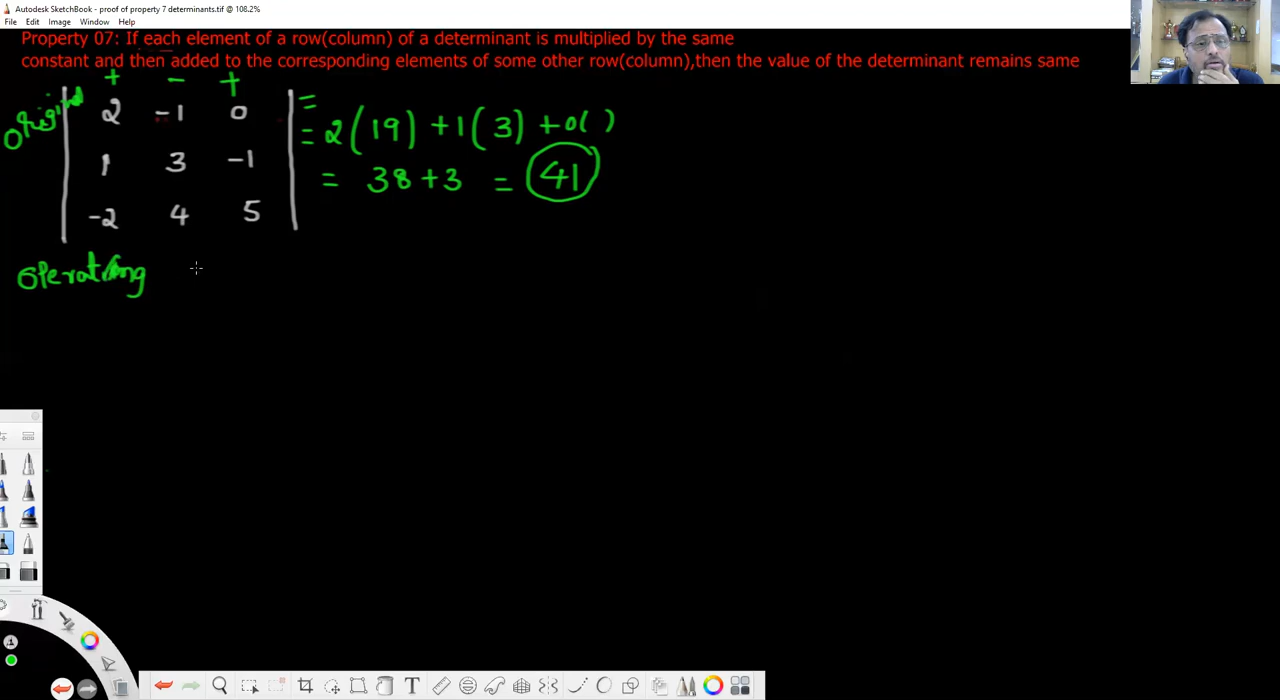 Autodesk SketchBook - proof of property 7 determinants.tif @ 108.2%
File Edit Image Window Help
Property 07: If each element of a row(column) of a determinant is multiplied by the same
constant and then added to the corresponding elements of some other row(column),then the value of the determinant remains same
+ - +
Original
2 -1 0 =
= 2(19) +1(3) +0( )
1 3 -1
= 38+3 = 41
-2 4 5
Operating
T